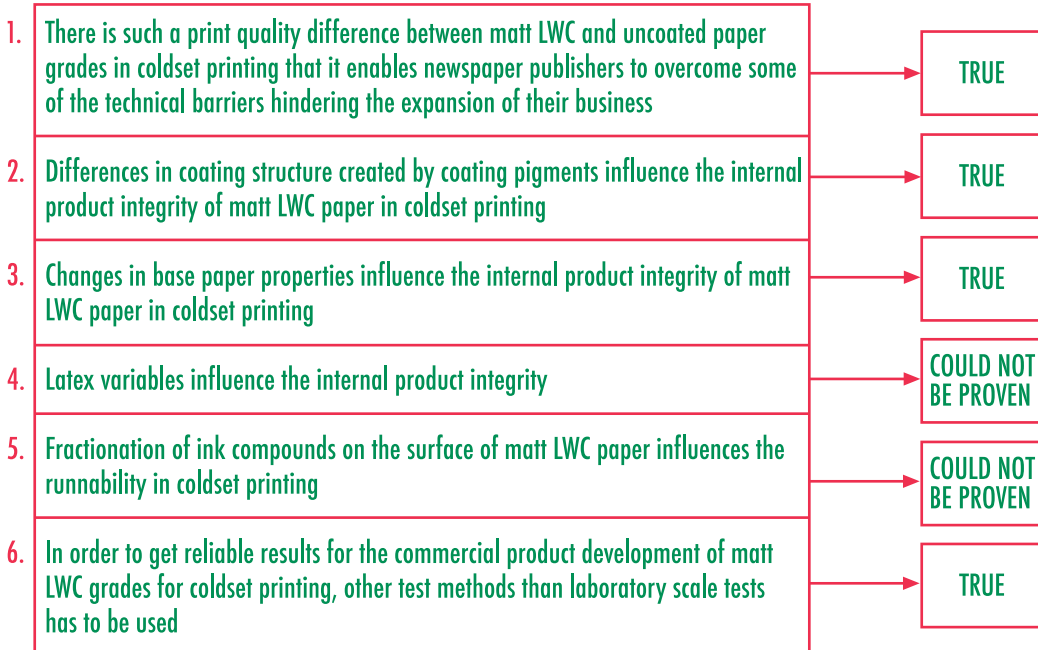 1. There is such a print quality difference between matt LWC and uncoated paper
grades in coldset printing that it enables newspaper publishers to overcome some
of the technical barriers hindering the expansion of their business
TRUE
2. Differences in coating structure created by coating pigments influence the internal
product integrity of matt LWC paper in coldset printing
TRUE
3. Changes in base paper properties influence the internal product integrity of matt
LWC paper in coldset printing
TRUE
4. Latex variables influence the internal product integrity
COULD NOT
BE PROVEN
5. Fractionation of ink compounds on the surface of matt LWC paper influences the
runnability in coldset printing
COULD NOT
BE PROVEN
6. In order to get reliable results for the commercial product development of matt
LWC grades for coldset printing, other test methods than laboratory scale tests
has to be used
TRUE